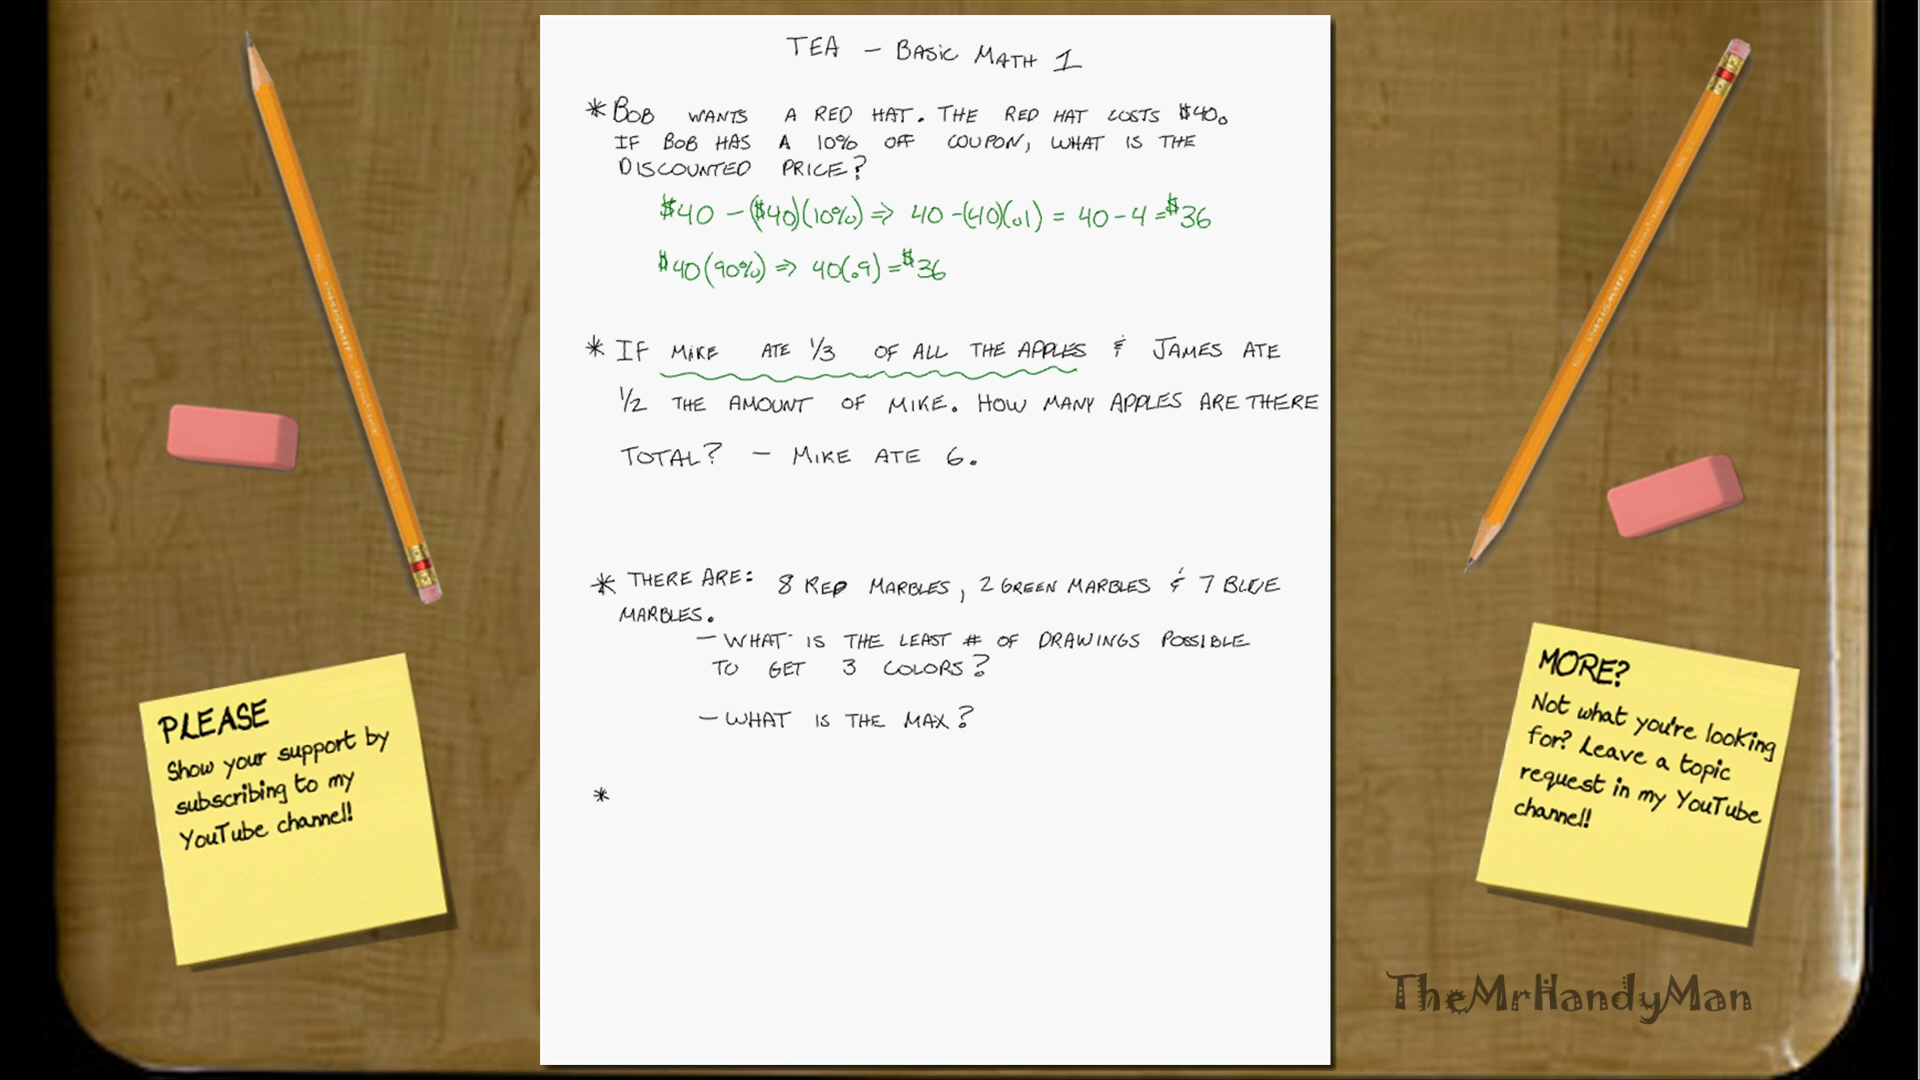 TEA – BASIC MATH 1
* BOB WANTS A RED HAT. THE RED HAT COSTS $40.
IF BOB HAS A 10% OFF COUPON, WHAT IS THE
DISCOUNTED PRICE?
$40 – ($40)(10%) ⇒ 40 –(40)(.1) = 40 – 4 = $36
$40(90%) ⇒ 40(.9) = $36
* IF MIKE ATE 1/3 OF ALL THE APPLES & JAMES ATE
1/2 THE AMOUNT OF MIKE. HOW MANY APPLES ARE THERE
TOTAL? – MIKE ATE 6.
* THERE ARE: 8 RED MARBLES, 2 GREEN MARBLES & 7 BLUE
MARBLES.
– WHAT IS THE LEAST # OF DRAWINGS POSSIBLE
TO GET 3 COLORS?
– WHAT IS THE MAX?
*
PLEASE
Show your support by
subscribing to my
YouTube channel!
MORE?
Not what you're looking
for? Leave a topic
request in my YouTube
channel!
TheMrHandyMan